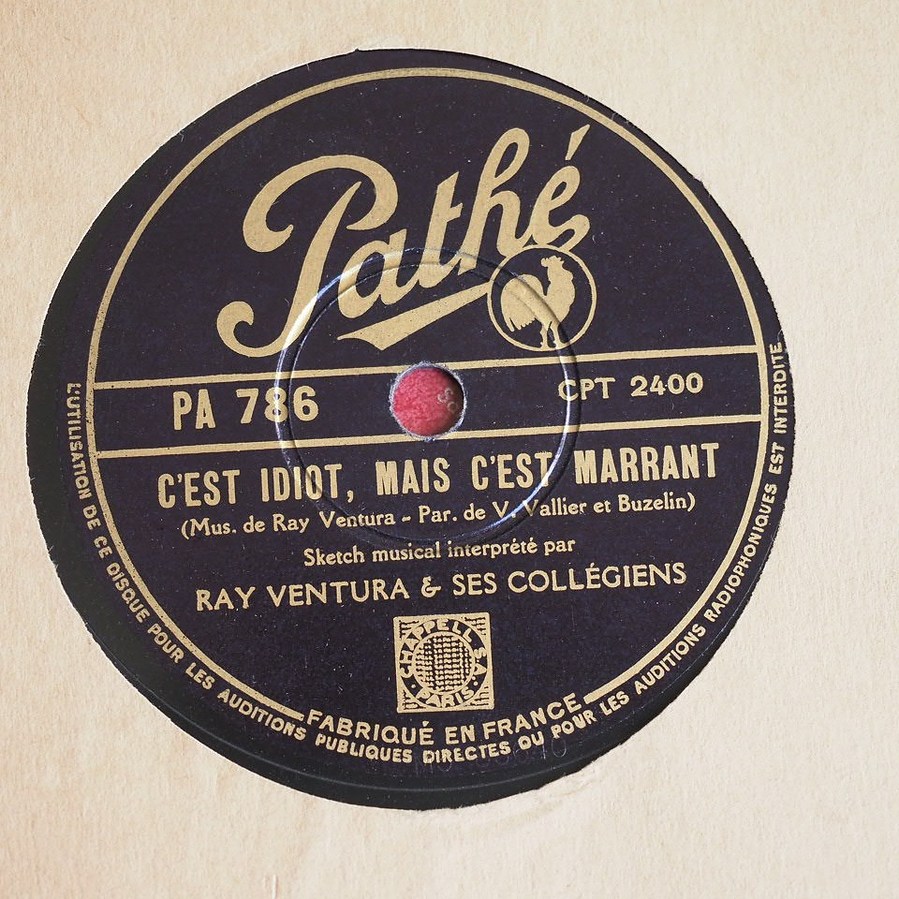 Pathé
PA 786
CPT 2400
C'EST IDIOT, MAIS C'EST MARRANT
(Mus. de Ray Ventura - Par. de V. Vallier et Buzelin)
Sketch musical interprété par
RAY VENTURA & SES COLLÉGIENS
CHAPPELL S.A.
PARIS
FABRIQUÉ EN FRANCE
L'UTILISATION DE CE DISQUE POUR LES AUDITIONS PUBLIQUES DIRECTES OU POUR LES AUDITIONS RADIOPHONIQUES EST INTERDITE.